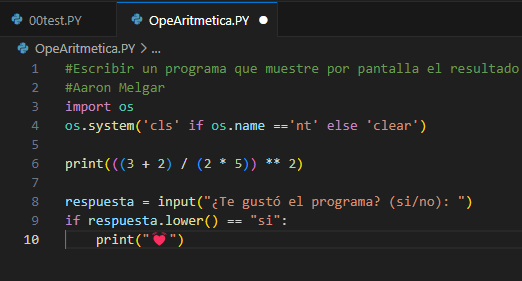 00test.PY OpeAritmetica.PY ●
OpeAritmetica.PY > ...
1 #Escribir un programa que muestre por pantalla el resultado
2 #Aaron Melgar
3 import os
4 os.system('cls' if os.name =='nt' else 'clear')
5
6 print(((3 + 2) / (2 * 5)) ** 2)
7
8 respuesta = input("¿Te gustó el programa? (si/no): ")
9 if respuesta.lower() == "si":
10 print("💓")